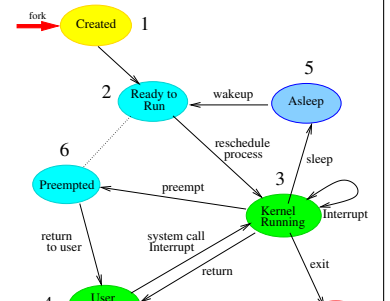 fork
Created
1
5
2
Ready to
Run
wakeup
Asleep
reschedule
process
6
sleep
3
Preempted
preempt
Kernel
Running
Interrupt
return
to user
system call
Interrupt
return
exit
User